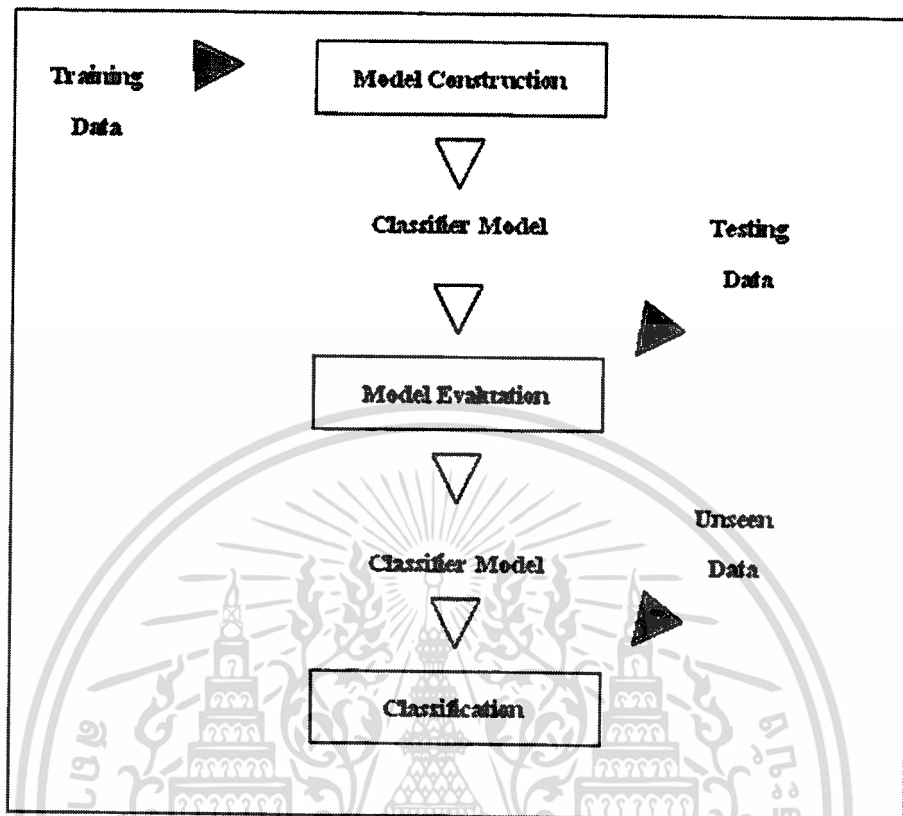 Training
Data
Model Construction
Classifier Model
Testing
Data
Model Evaluation
Unseen
Data
Classifier Model
Classification